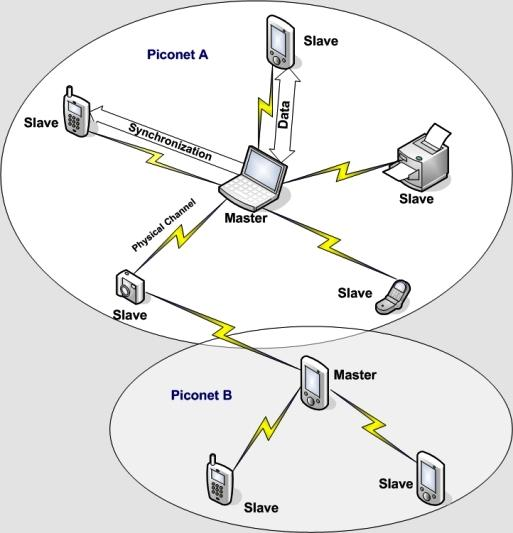 Piconet A
Slave
Slave
Synchronization
Data
Slave
Master
Physical Channel
Slave
Slave
Master
Piconet B
Slave
Slave